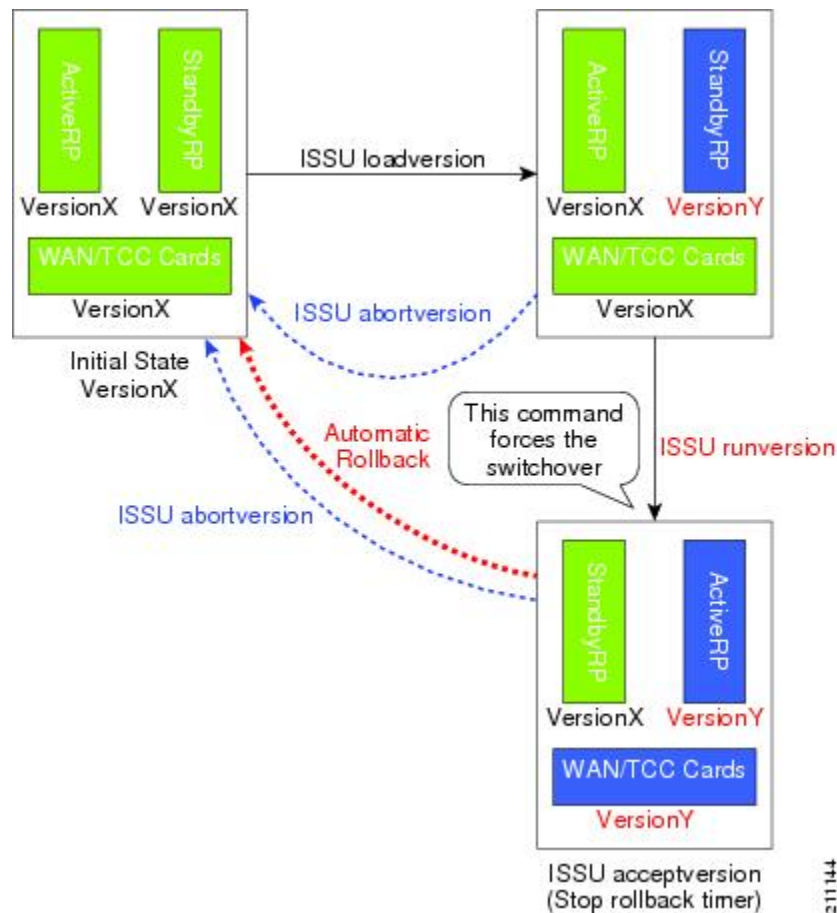 ActiveRP
StandbyRP
VersionX
VersionX
WAN/TCC Cards
VersionX
Initial State
VersionX
ISSU loadversion
ActiveRP
StandbyRP
VersionX
VersionY
WAN/TCC Cards
VersionX
ISSU abortversion
Automatic
Rollback
This command
forces the
switchover
ISSU runversion
ISSU abortversion
StandbyRP
ActiveRP
VersionX
VersionY
WAN/TCC Cards
VersionY
ISSU acceptversion
(Stop rollback timer)
211144